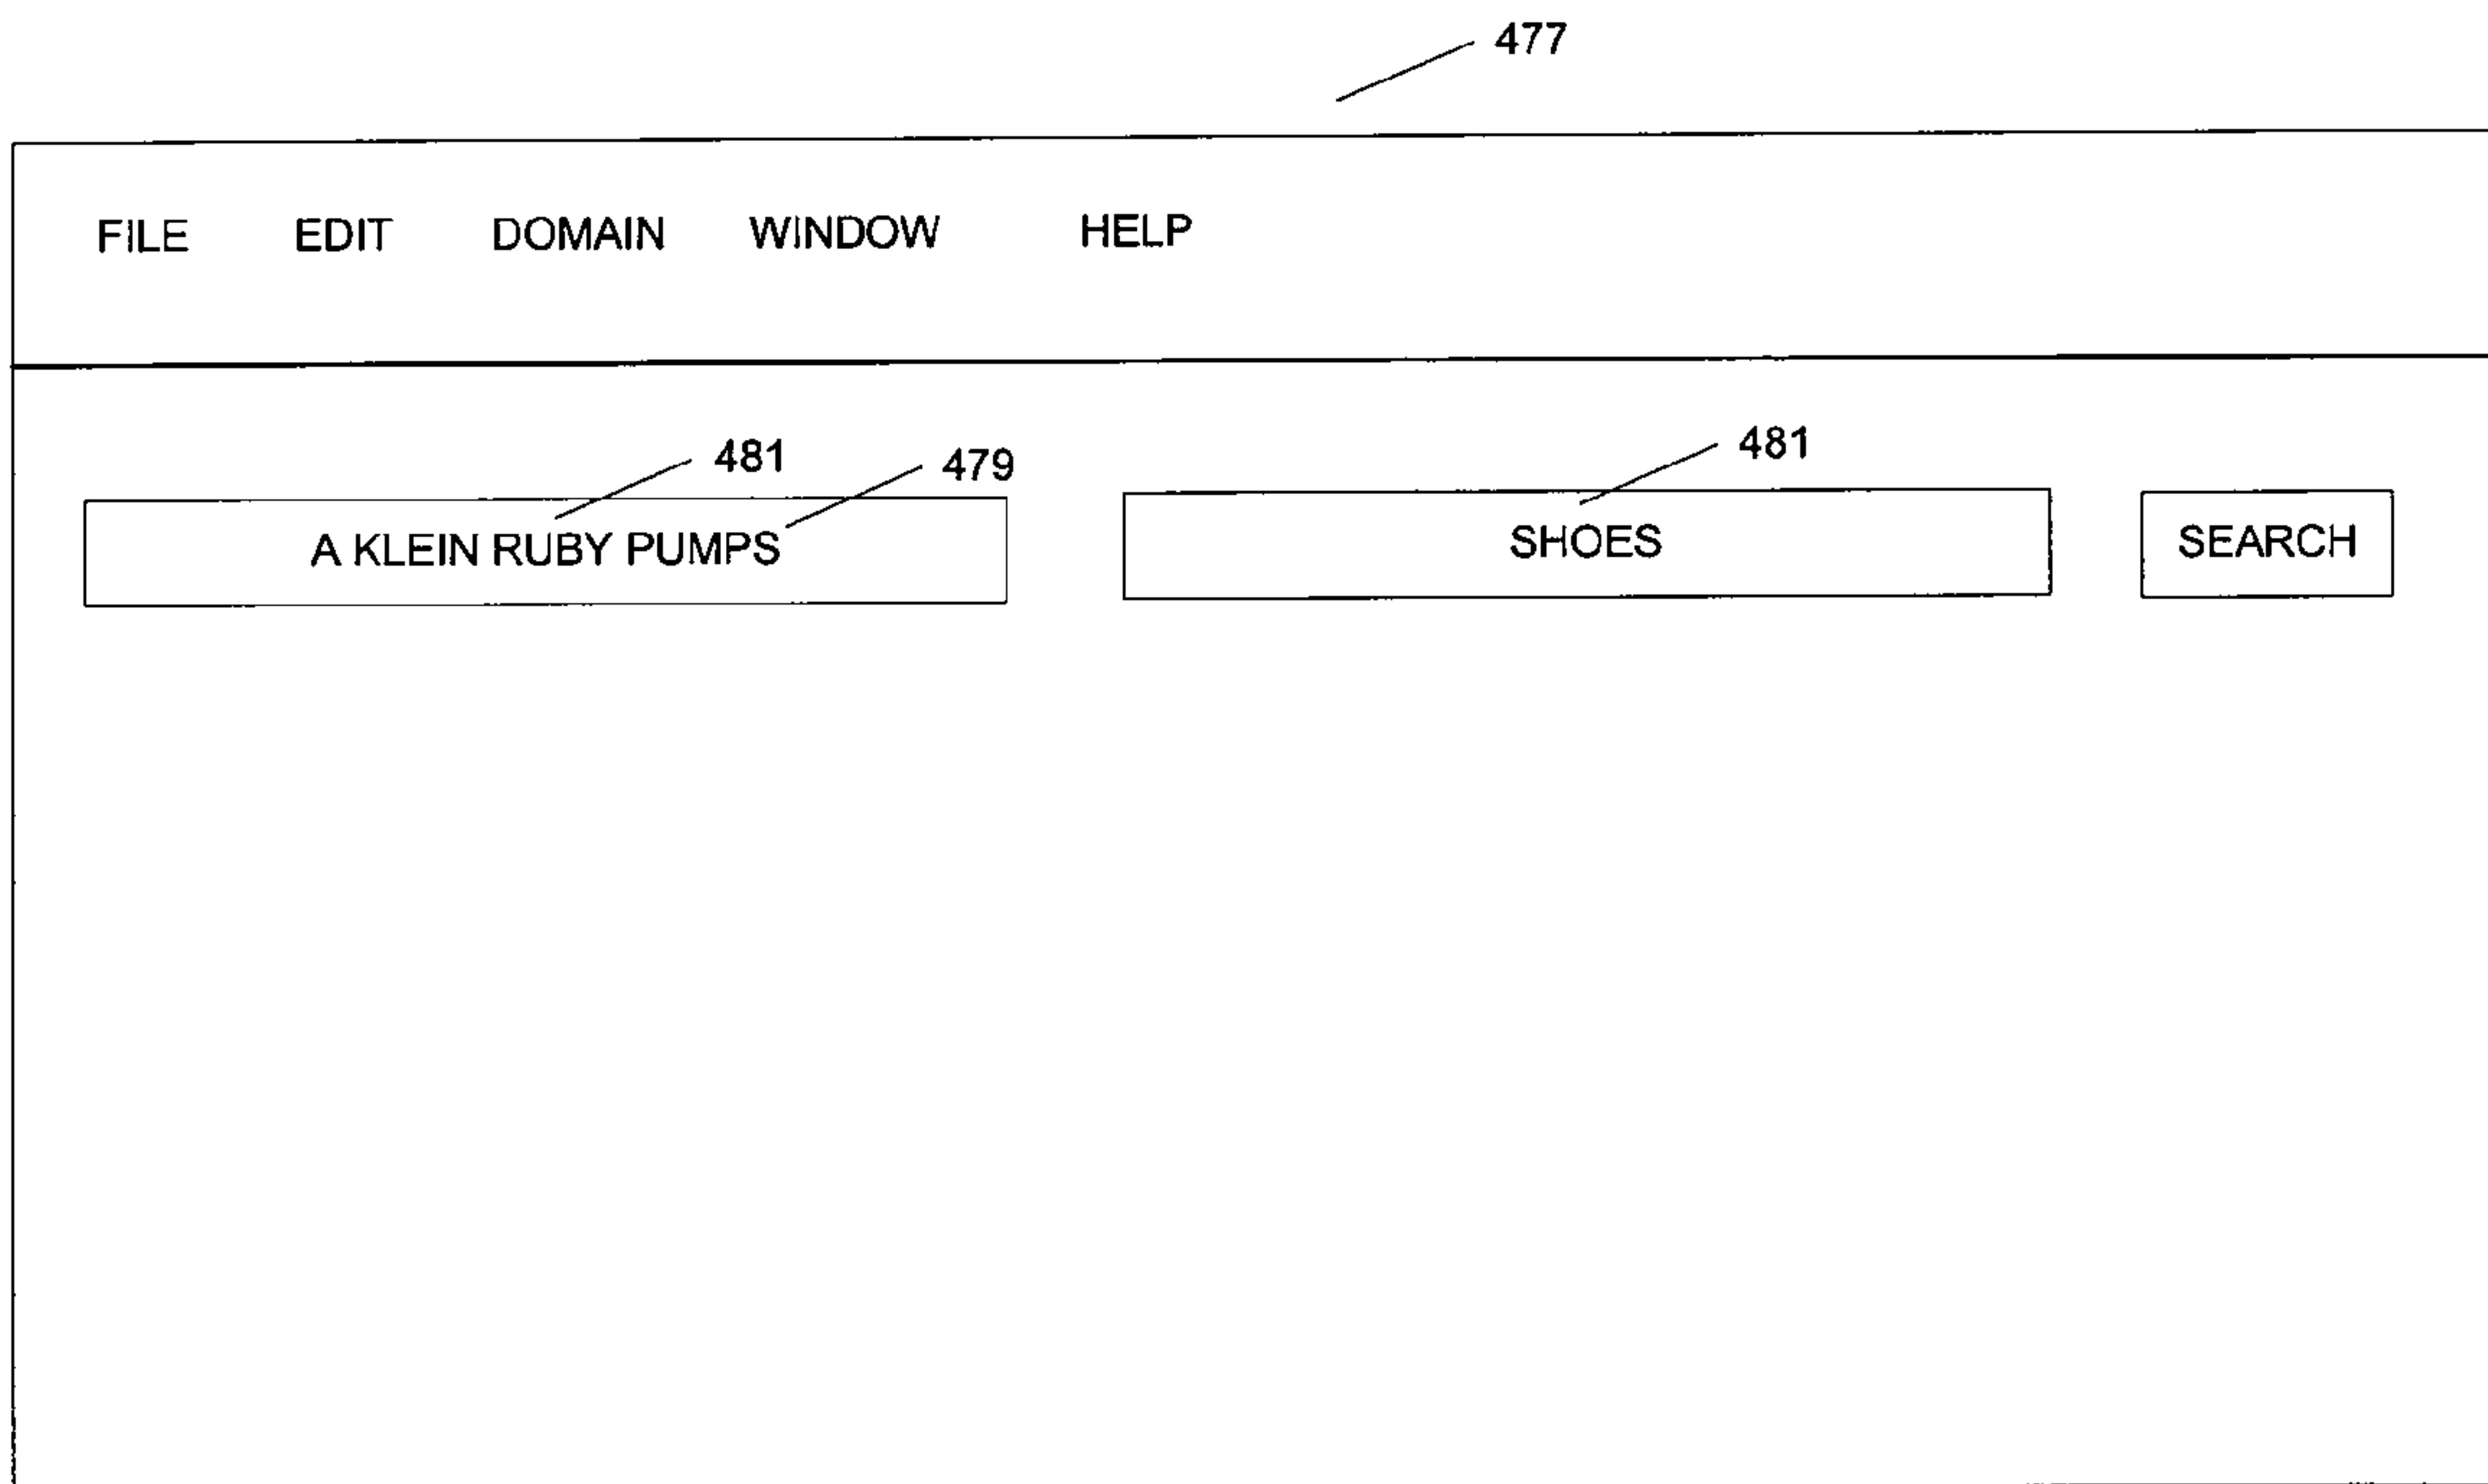 477
FILE EDIT DOMAIN WINDOW HELP
481 479 481
A KLEIN RUBY PUMPS SHOES SEARCH